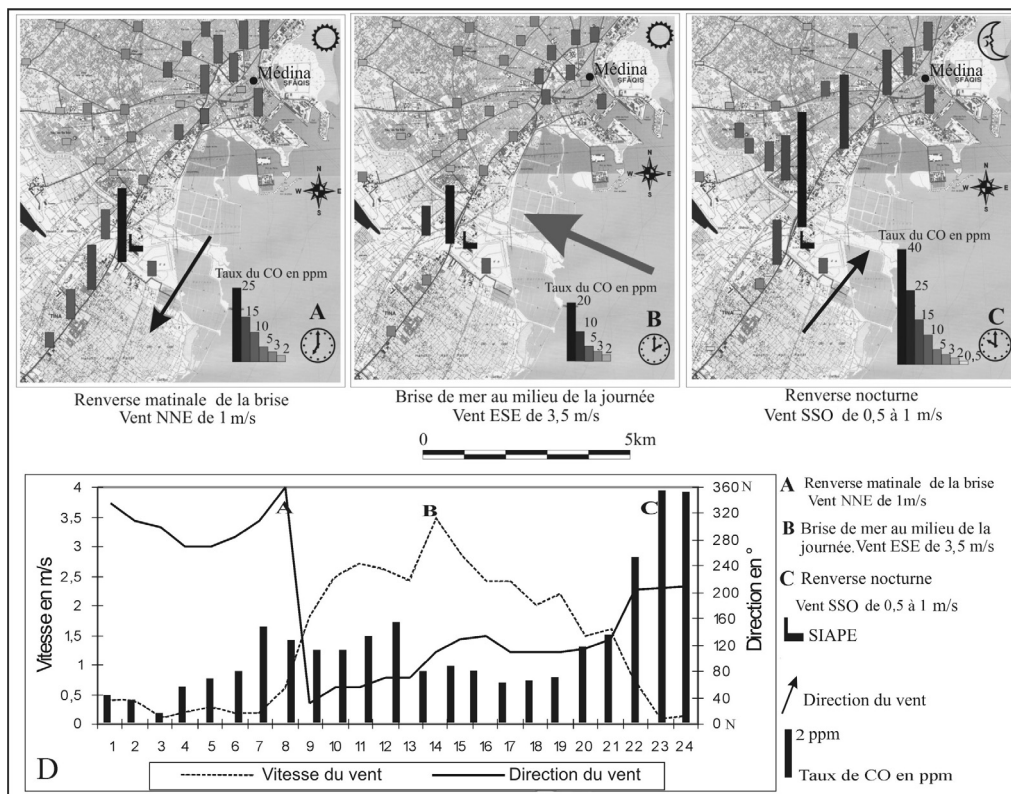 Médina
SFAQIS
N
W E
S
Taux du CO en ppm
25
15
10
5
3
2
TINA
A
Médina
SFAQIS
N
W E
S
Taux du CO en ppm
20
10
5
3
2
TINA
B
Médina
SFAQIS
N
W E
S
Taux du CO en ppm
40
25
15
10
5
3
2
0,5
TINA
C
Renverse matinale de la brise
Vent NNE de 1 m/s
Brise de mer au milieu de la journée
Vent ESE de 3,5 m/s
Renverse nocturne
Vent SSO de 0,5 à 1 m/s
0 5km
Vitesse en m/s
4
3,5
3
2,5
2
1,5
1
0,5
0
A B C
360 N
320
280
240
200
160
120
80
40
0 N
Direction en °
1 2 3 4 5 6 7 8 9 10 11 12 13 14 15 16 17 18 19 20 21 22 23 24
D
Vitesse du vent Direction du vent
A Renverse matinale de la brise
Vent NNE de 1m/s
B Brise de mer au milieu de la
journée.Vent ESE de 3,5 m/s
C Renverse nocturne
Vent SSO de 0,5 à 1 m/s
SIAPE
Direction du vent
2 ppm
Taux de CO en ppm